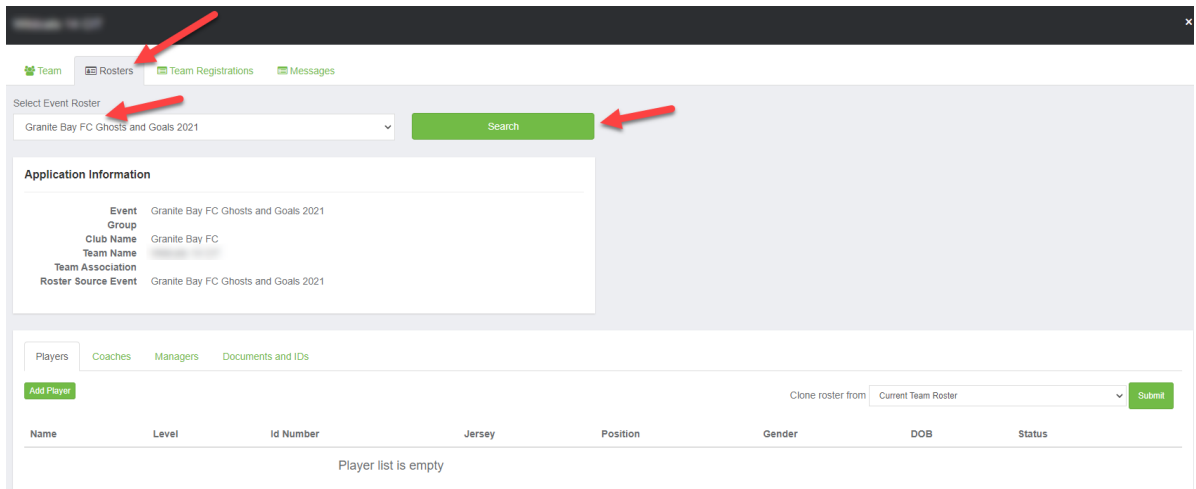 ×
Team Rosters Team Registrations Messages
Select Event Roster
Granite Bay FC Ghosts and Goals 2021 Search
Application Information
Event Granite Bay FC Ghosts and Goals 2021
Group
Club Name Granite Bay FC
Team Name
Team Association
Roster Source Event Granite Bay FC Ghosts and Goals 2021
Players Coaches Managers Documents and IDs
Add Player Clone roster from Current Team Roster Submit
Name Level Id Number Jersey Position Gender DOB Status
Player list is empty